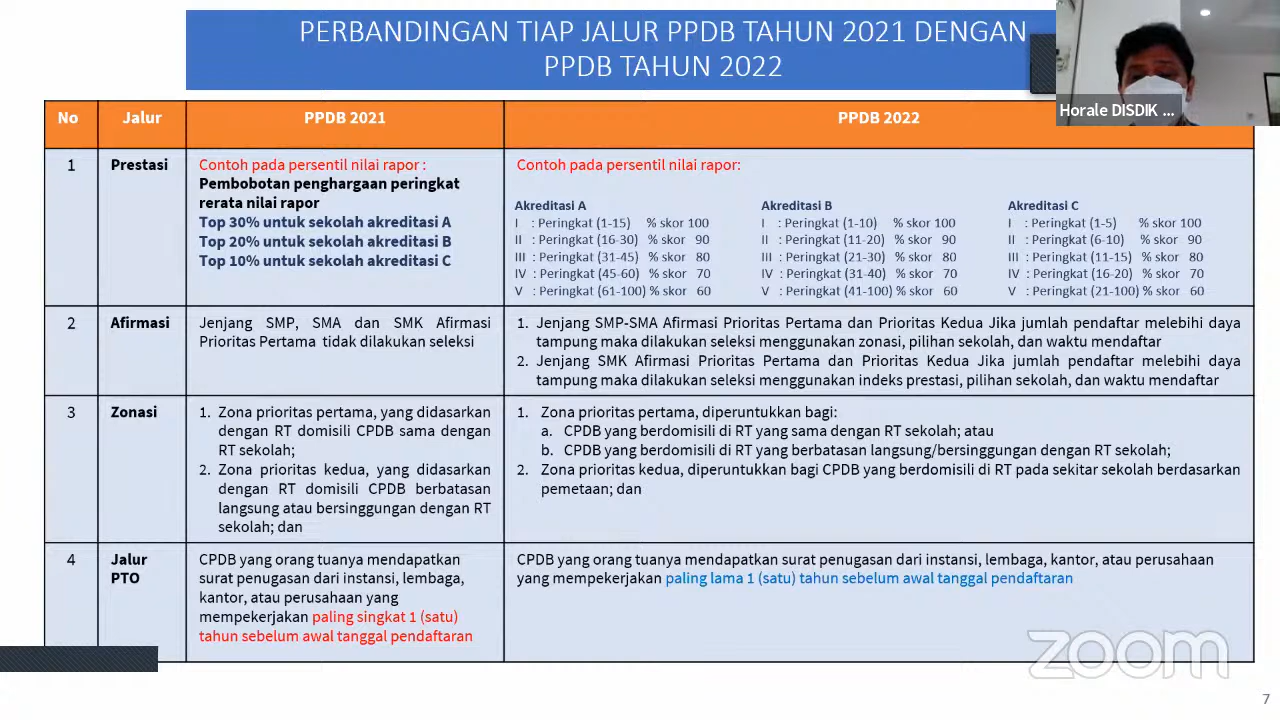 PERBANDINGAN TIAP JALUR PPDB TAHUN 2021 DENGAN
PPDB TAHUN 2022
Horale DISDIK ...
No
Jalur
PPDB 2021
PPDB 2022
1
Prestasi
Contoh pada persentil nilai rapor :
Pembobotan penghargaan peringkat
rerata nilai rapor
Top 30% untuk sekolah akreditasi A
Top 20% untuk sekolah akreditasi B
Top 10% untuk sekolah akreditasi C
Contoh pada persentil nilai rapor:
Akreditasi A
I : Peringkat (1-15) % skor 100
II : Peringkat (16-30) % skor 90
III : Peringkat (31-45) % skor 80
IV : Peringkat (45-60) % skor 70
V : Peringkat (61-100) % skor 60
Akreditasi B
I : Peringkat (1-10) % skor 100
II : Peringkat (11-20) % skor 90
III : Peringkat (21-30) % skor 80
IV : Peringkat (31-40) % skor 70
V : Peringkat (41-100) % skor 60
Akreditasi C
I : Peringkat (1-5) % skor 100
II : Peringkat (6-10) % skor 90
III : Peringkat (11-15) % skor 80
IV : Peringkat (16-20) % skor 70
V : Peringkat (21-100) % skor 60
2
Afirmasi
Jenjang SMP, SMA dan SMK Afirmasi
Prioritas Pertama tidak dilakukan seleksi
1. Jenjang SMP-SMA Afirmasi Prioritas Pertama dan Prioritas Kedua Jika jumlah pendaftar melebihi daya
tampung maka dilakukan seleksi menggunakan zonasi, pilihan sekolah, dan waktu mendaftar
2. Jenjang SMK Afirmasi Prioritas Pertama dan Prioritas Kedua Jika jumlah pendaftar melebihi daya
tampung maka dilakukan seleksi menggunakan indeks prestasi, pilihan sekolah, dan waktu mendaftar
3
Zonasi
1. Zona prioritas pertama, yang didasarkan
dengan RT domisili CPDB sama dengan
RT sekolah;
2. Zona prioritas kedua, yang didasarkan
dengan RT domisili CPDB berbatasan
langsung atau bersinggungan dengan RT
sekolah; dan
1. Zona prioritas pertama, diperuntukkan bagi:
a. CPDB yang berdomisili di RT yang sama dengan RT sekolah; atau
b. CPDB yang berdomisili di RT yang berbatasan langsung/bersinggungan dengan RT sekolah;
2. Zona prioritas kedua, diperuntukkan bagi CPDB yang berdomisili di RT pada sekitar sekolah berdasarkan
pemetaan; dan
4
Jalur
PTO
CPDB yang orang tuanya mendapatkan
surat penugasan dari instansi, lembaga,
kantor, atau perusahaan yang
mempekerjakan paling singkat 1 (satu)
tahun sebelum awal tanggal pendaftaran
CPDB yang orang tuanya mendapatkan surat penugasan dari instansi, lembaga, kantor, atau perusahaan
yang mempekerjakan paling lama 1 (satu) tahun sebelum awal tanggal pendaftaran
zoom
7